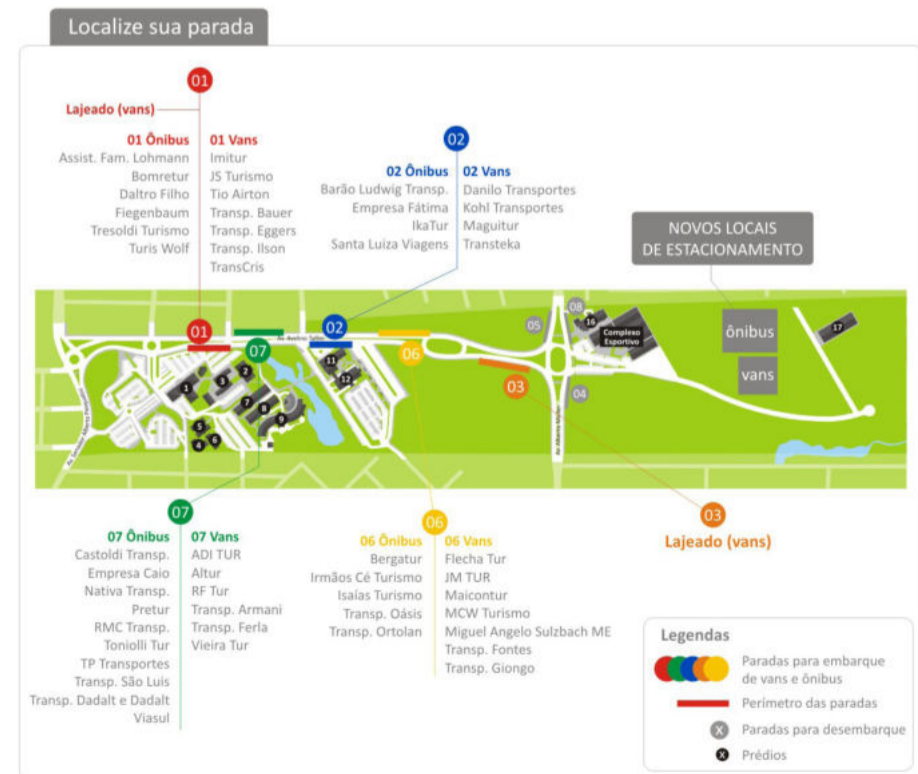 Localize sua parada
01
Lajeado (vans)
01 Ônibus
Assist. Fam. Lohmann
Bomretur
Daltro Filho
Fiegenbaum
Tresoldi Turismo
Turis Wolf
01 Vans
Imitur
JS Turismo
Tio Airton
Transp. Bauer
Transp. Eggers
Transp. Ilson
TransCris
02
02 Ônibus
Barão Ludwig Transp.
Empresa Fátima
IkaTur
Santa Luiza Viagens
02 Vans
Danilo Transportes
Kohl Transportes
Maguitur
Transteka
NOVOS LOCAIS
DE ESTACIONAMENTO
01
07
02
06
03
05
08
04
Av. Avelino Talini
Av. Alberto Müller
Complexo
Esportivo
ônibus
vans
1
2
3
4
5
6
7
8
9
11
12
16
17
07
07 Ônibus
Castoldi Transp.
Empresa Caio
Nativa Transp.
Pretur
RMC Transp.
Toniolli Tur
TP Transportes
Transp. São Luis
Transp. Dadalt e Dadalt
Viasul
07 Vans
ADI TUR
Altur
RF Tur
Transp. Armani
Transp. Ferla
Vieira Tur
06
06 Ônibus
Bergatur
Irmãos Cé Turismo
Isaías Turismo
Transp. Oásis
Transp. Ortolan
06 Vans
Flecha Tur
JM TUR
Maicontur
MCW Turismo
Miguel Angelo Sulzbach ME
Transp. Fontes
Transp. Giongo
03
Lajeado (vans)
Legendas
Paradas para embarque
de vans e ônibus
Perímetro das paradas
X
Paradas para desembarque
X
Prédios